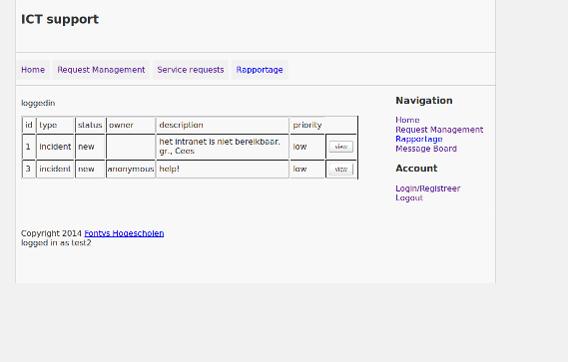 ICT support
Home Request Management Service requests Rapportage
loggedin
id type status owner description priority
1 incident new het intranet is niet bereikbaar. low view
gr., Cees
3 incident new anonymous help! low view
Navigation
Home
Request Management
Rapportage
Message Board
Account
Login/Registreer
Logout
Copyright 2014 Fontys Hogescholen
logged in as test2